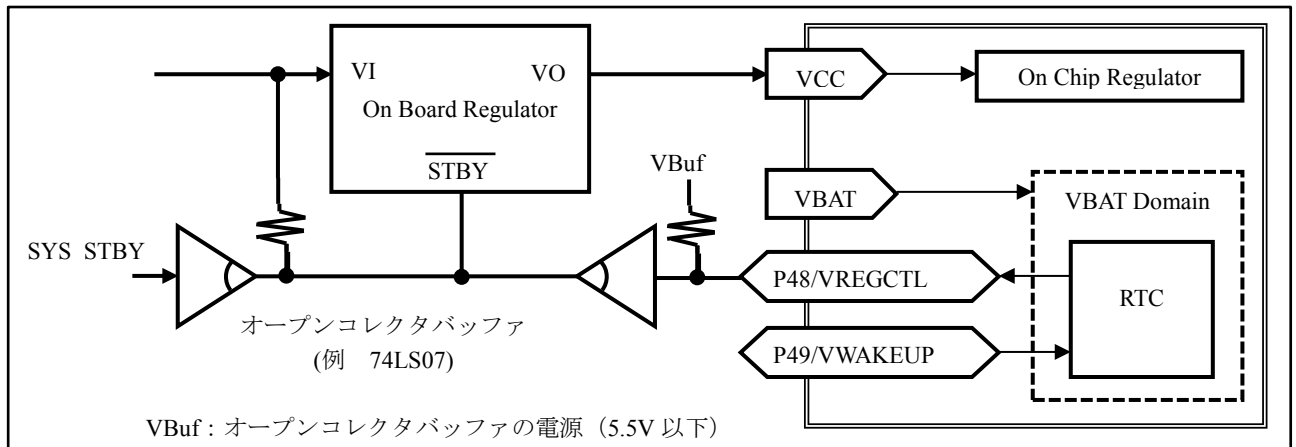 VI
VO
On Board Regulator
STBY
VCC
On Chip Regulator
VBuf
VBAT
VBAT Domain
SYS STBY
P48/VREGCTL
RTC
オープンコレクタバッファ
(例 74LS07)
P49/VWAKEUP
VBuf:オープンコレクタバッファの電源(5.5V 以下)